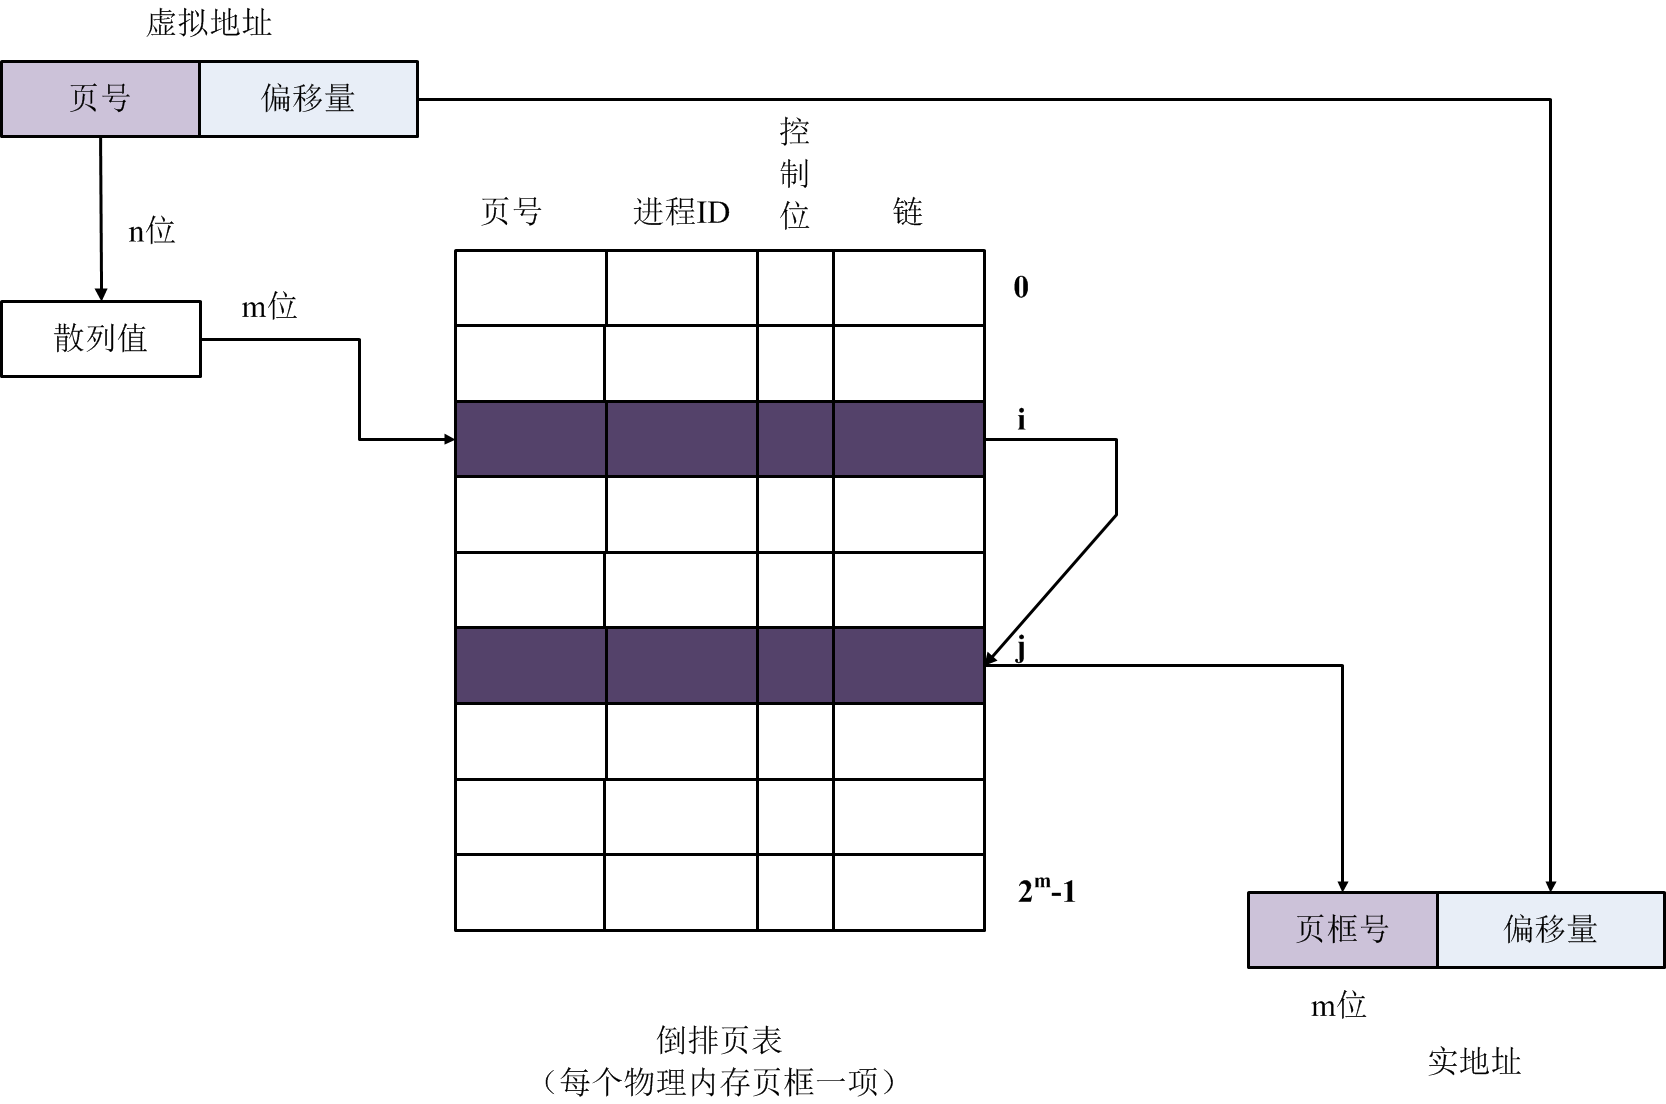 虚拟地址
页号
偏移量
n位
散列值
m位
页号
进程ID
控制位
链
0
i
j
2^m-1
页框号
偏移量
m位
实地址
倒排页表
（每个物理内存页框一项）